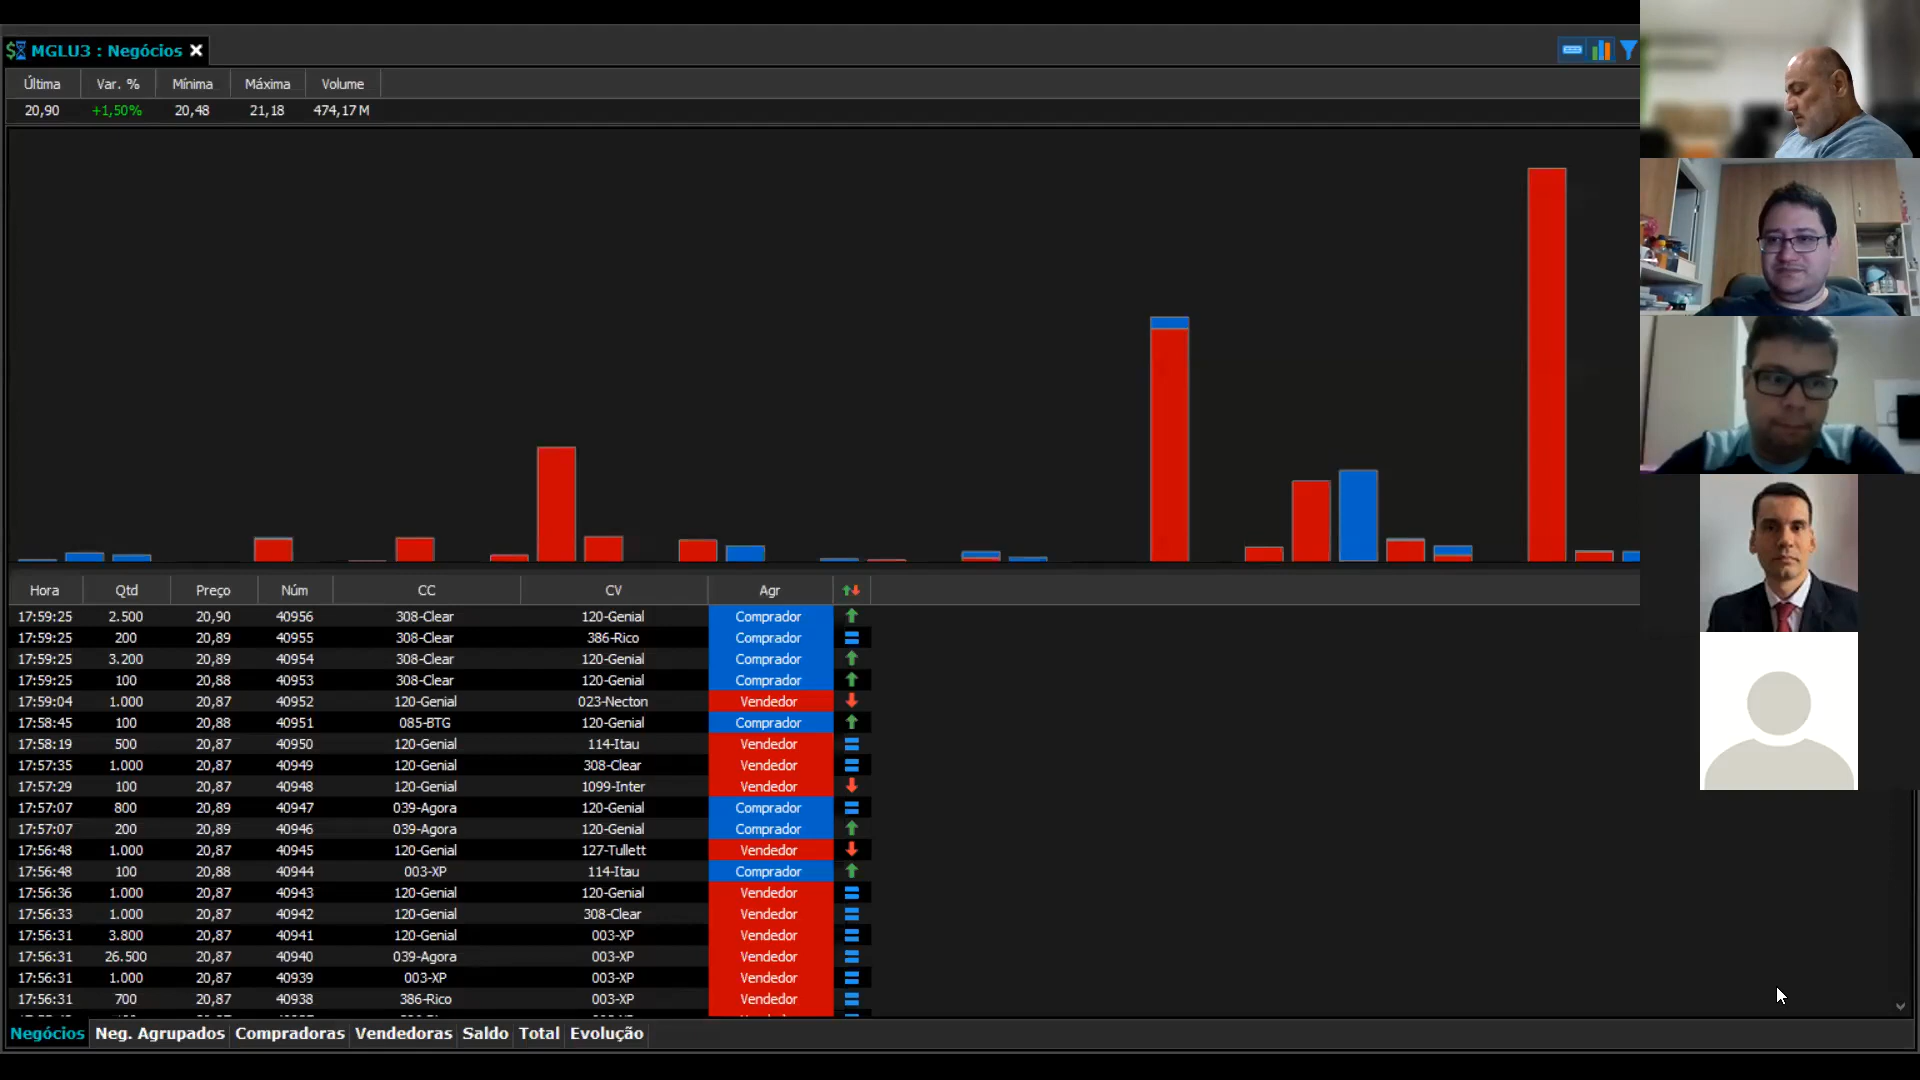 MGLU3 : Negócios
Última Var. % Mínima Máxima Volume
20,90 +1,50% 20,48 21,18 474,17 M
Hora Qtd Preço Núm CC CV Agr
17:59:25 2.500 20,90 40956 308-Clear 120-Genial Comprador
17:59:25 200 20,89 40955 308-Clear 386-Rico Comprador
17:59:25 3.200 20,89 40954 308-Clear 120-Genial Comprador
17:59:25 100 20,88 40953 308-Clear 120-Genial Comprador
17:59:04 1.000 20,87 40952 120-Genial 023-Necton Vendedor
17:58:45 100 20,88 40951 085-BTG 120-Genial Comprador
17:58:19 500 20,87 40950 120-Genial 114-Itau Vendedor
17:57:35 1.000 20,87 40949 120-Genial 308-Clear Vendedor
17:57:29 100 20,87 40948 120-Genial 1099-Inter Vendedor
17:57:07 800 20,89 40947 039-Agora 120-Genial Comprador
17:57:07 200 20,89 40946 039-Agora 120-Genial Comprador
17:56:48 1.000 20,87 40945 120-Genial 127-Tullett Vendedor
17:56:48 100 20,88 40944 003-XP 114-Itau Comprador
17:56:36 1.000 20,87 40943 120-Genial 120-Genial Vendedor
17:56:33 1.000 20,87 40942 120-Genial 308-Clear Vendedor
17:56:31 3.800 20,87 40941 120-Genial 003-XP Vendedor
17:56:31 26.500 20,87 40940 039-Agora 003-XP Vendedor
17:56:31 1.000 20,87 40939 003-XP 003-XP Vendedor
17:56:31 700 20,87 40938 386-Rico 003-XP Vendedor
Negócios Neg. Agrupados Compradoras Vendedoras Saldo Total Evolução